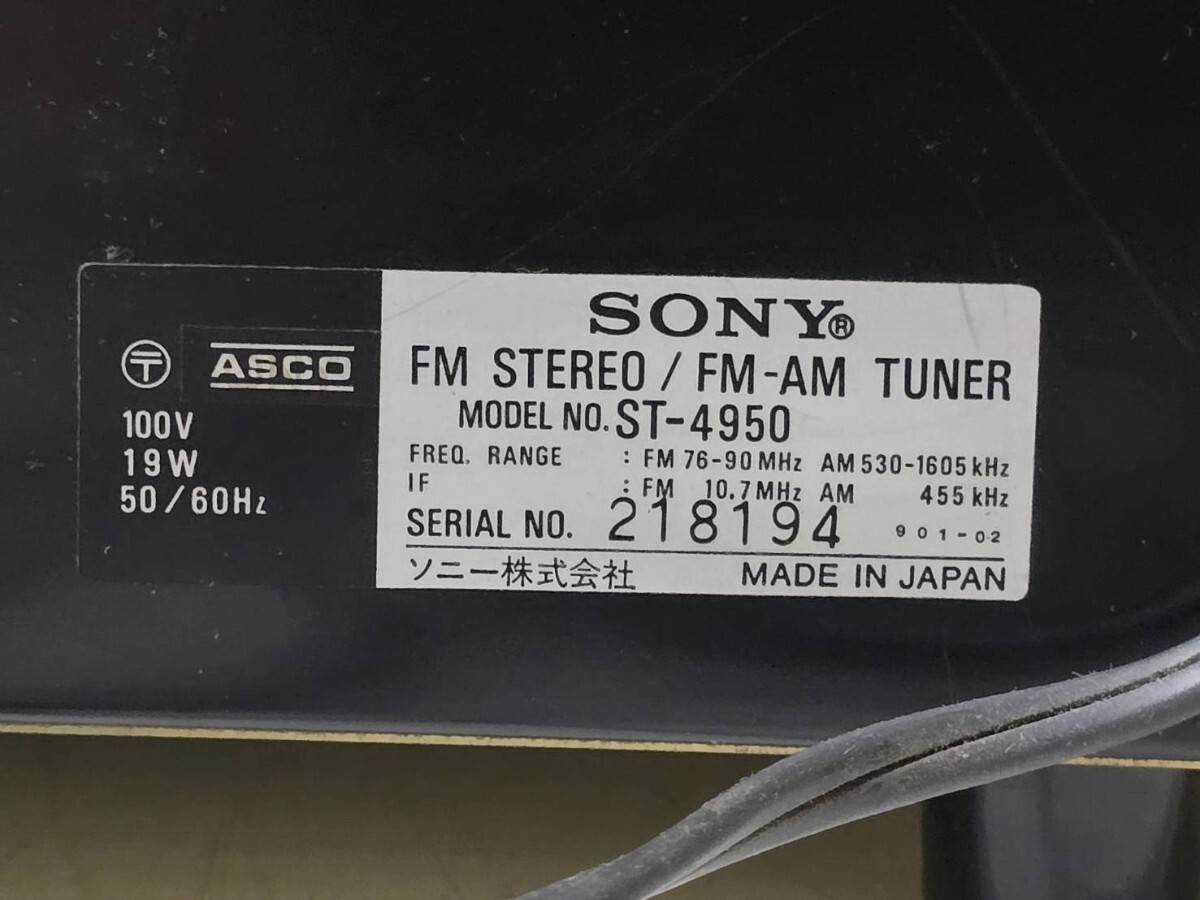 〒 ASCO
100V
19W
50/60Hz
SONY®
FM STEREO / FM-AM TUNER
MODEL NO. ST-4950
FREQ. RANGE : FM 76-90 MHz AM 530-1605 kHz
IF : FM 10.7 MHz AM 455 kHz
SERIAL NO. 218194 901-02
ソニー株式会社 MADE IN JAPAN